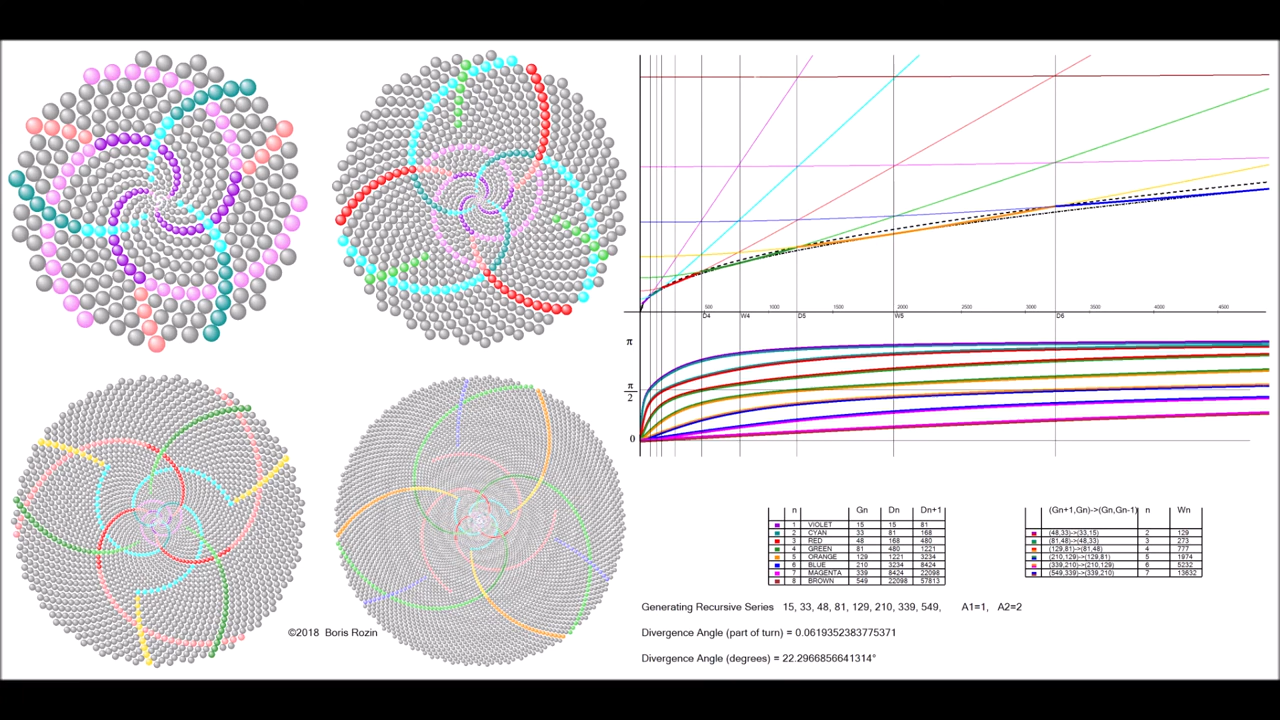 500 1000 1500 2000 2500 3000 3500 4000 4500
D4 W4 D5 W5 D6
π
π
2
0
n Gn Dn Dn+1
1 VIOLET 15 15 81
2 CYAN 33 81 168
3 RED 48 168 480
4 GREEN 81 480 1221
5 ORANGE 129 1221 3234
6 BLUE 210 3234 8424
7 MAGENTA 339 8424 22098
8 BROWN 549 22098 57813
(Gn+1,Gn)->(Gn,Gn-1) n Wn
(48,33)->(33,15) 2 129
(81,48)->(48,33) 3 273
(129,81)->(81,48) 4 777
(210,129)->(129,81) 5 1974
(339,210)->(210,129) 6 5232
(549,339)->(339,210) 7 13632
Generating Recursive Series 15, 33, 48, 81, 129, 210, 339, 549, A1=1, A2=2
©2018 Boris Rozin
Divergence Angle (part of turn) = 0.0619352383775371
Divergence Angle (degrees) = 22.2966856641314°